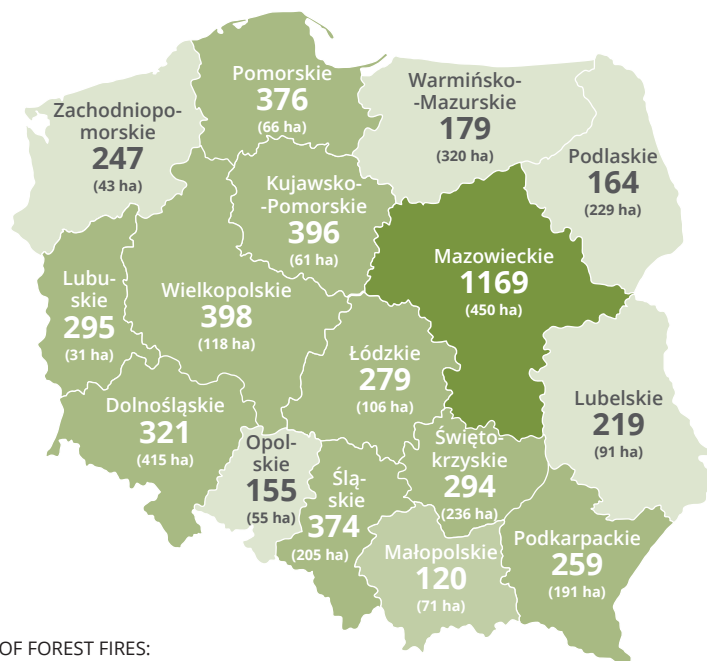 Pomorskie
376
(66 ha)
Warmińsko-
-Mazurskie
179
(320 ha)
Zachodniopo-
morskie
247
(43 ha)
Podlaskie
164
(229 ha)
Kujawsko-
-Pomorskie
396
(61 ha)
Mazowieckie
1169
(450 ha)
Lubu-
skie
295
(31 ha)
Wielkopolskie
398
(118 ha)
Łódzkie
279
(106 ha)
Dolnośląskie
321
(415 ha)
Lubelskie
219
(91 ha)
Opol-
skie
155
(55 ha)
Święto-
krzyskie
294
(236 ha)
Ślą-
skie
374
(205 ha)
Małopolskie
120
(71 ha)
Podkarpackie
259
(191 ha)
OF FOREST FIRES: